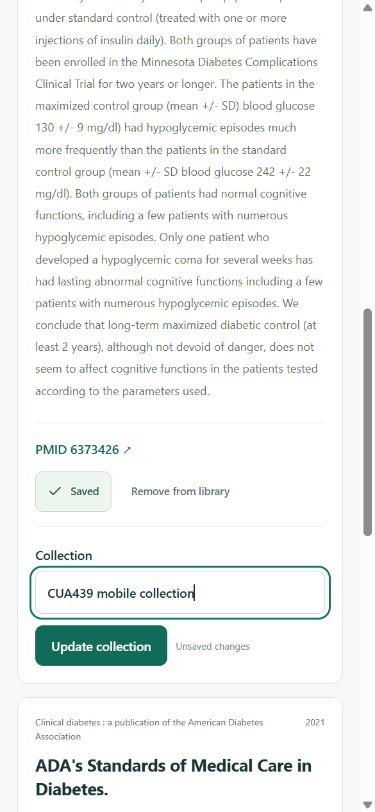 under standard control (treated with one or more
injections of insulin daily). Both groups of patients have
been enrolled in the Minnesota Diabetes Complications
Clinical Trial for two years or longer. The patients in the
maximized control group (mean +/- SD) blood glucose
130 +/- 9 mg/dl) had hypoglycemic episodes much
more frequently than the patients in the standard
control group (mean +/- SD blood glucose 242 +/- 22
mg/dl). Both groups of patients had normal cognitive
functions, including a few patients with numerous
hypoglycemic episodes. Only one patient who
developed a hypoglycemic coma for several weeks has
had lasting abnormal cognitive functions including a few
patients with numerous hypoglycemic episodes. We
conclude that long-term maximized diabetic control (at
least 2 years), although not devoid of danger, does not
seem to affect cognitive functions in the patients tested
according to the parameters used.
PMID 6373426 ↗
✓ Saved Remove from library
Collection
CUA439 mobile collection
Update collection Unsaved changes
Clinical diabetes : a publication of the American Diabetes 2021
Association
ADA's Standards of Medical Care in
Diabetes.